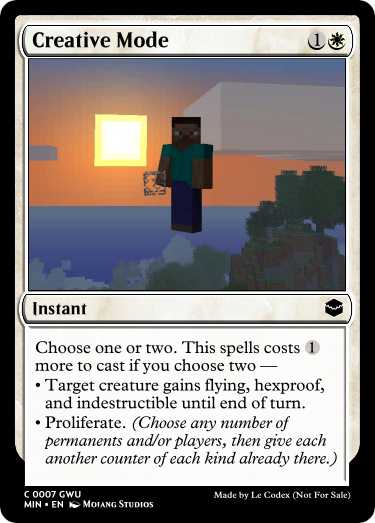 Creative Mode 1
Instant
Choose one or two. This spells costs 1
more to cast if you choose two —
• Target creature gains flying, hexproof,
and indestructible until end of turn.
• Proliferate. (Choose any number of
permanents and/or players, then give each
another counter of each kind already there.)
C 0007 GWU
MIN • EN Mojang Studios
Made by Le Codex (Not For Sale)